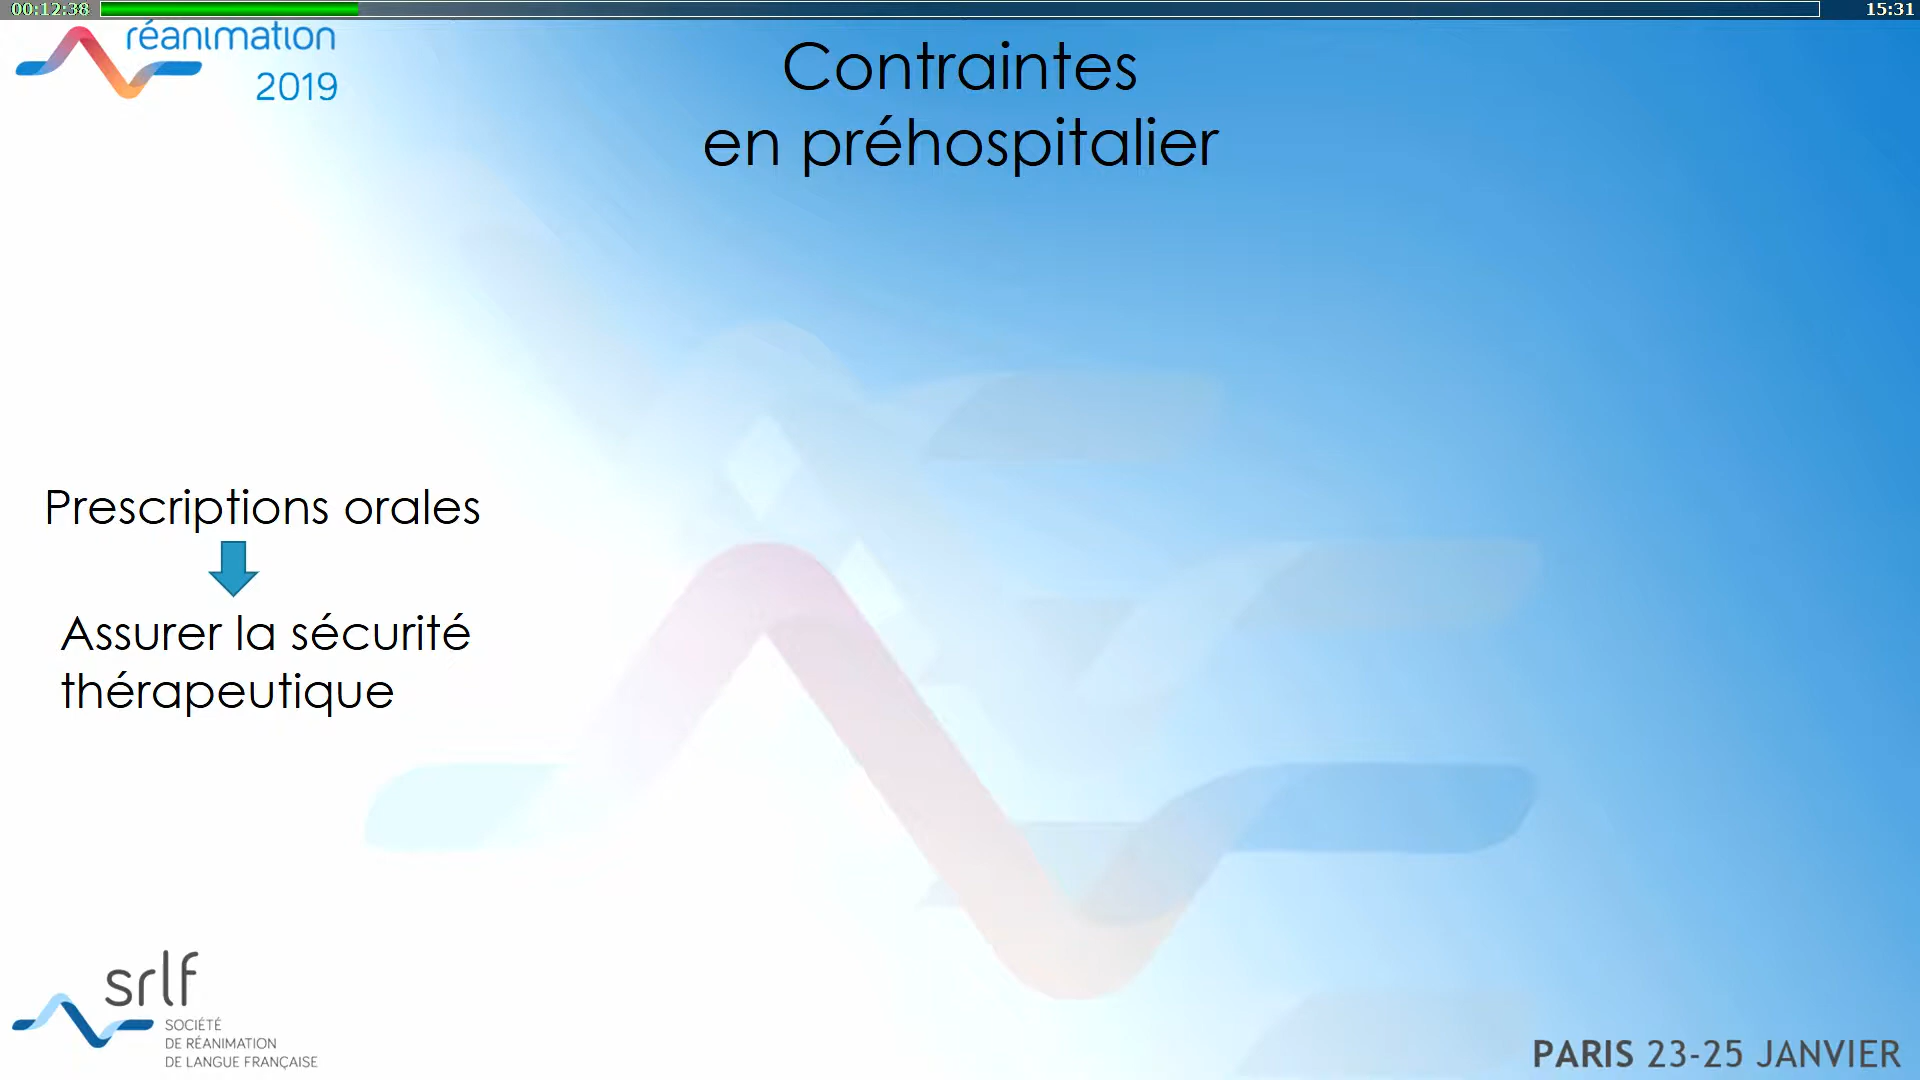 00:12:38
15:31
réanimation
2019
Contraintes
en préhospitalier
Prescriptions orales
Assurer la sécurité
thérapeutique
srlf
SOCIÉTÉ
DE RÉANIMATION
DE LANGUE FRANÇAISE
PARIS 23-25 JANVIER